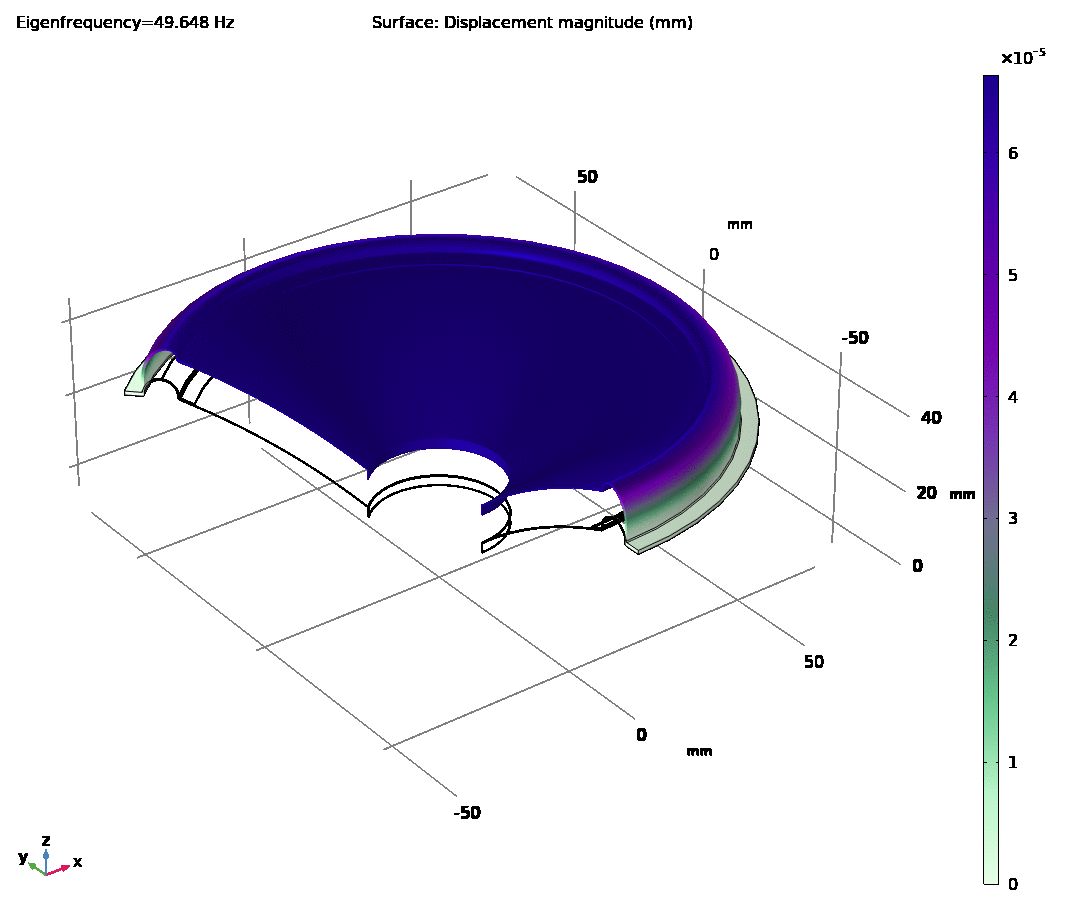 Eigenfrequency=49.648 Hz
Surface: Displacement magnitude (mm)
×10⁻⁵
50
mm
0
-50
40
20 mm
0
50
0
mm
-50
6
5
4
3
2
1
0
z
y
x